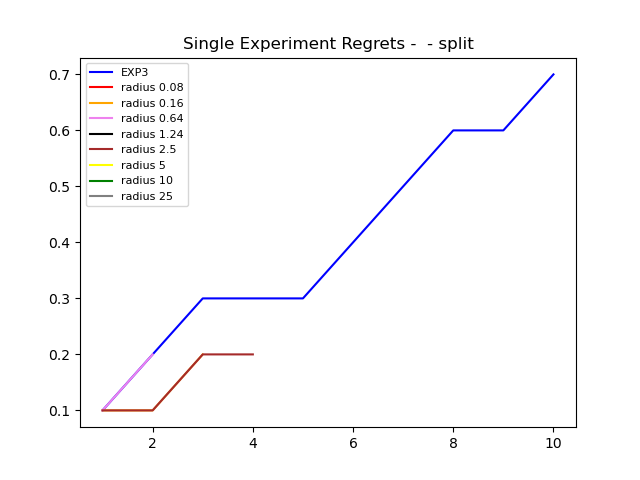 Single Experiment Regrets -  - split
EXP3
radius 0.08
radius 0.16
radius 0.64
radius 1.24
radius 2.5
radius 5
radius 10
radius 25
0.7
0.6
0.5
0.4
0.3
0.2
0.1
2 4 6 8 10